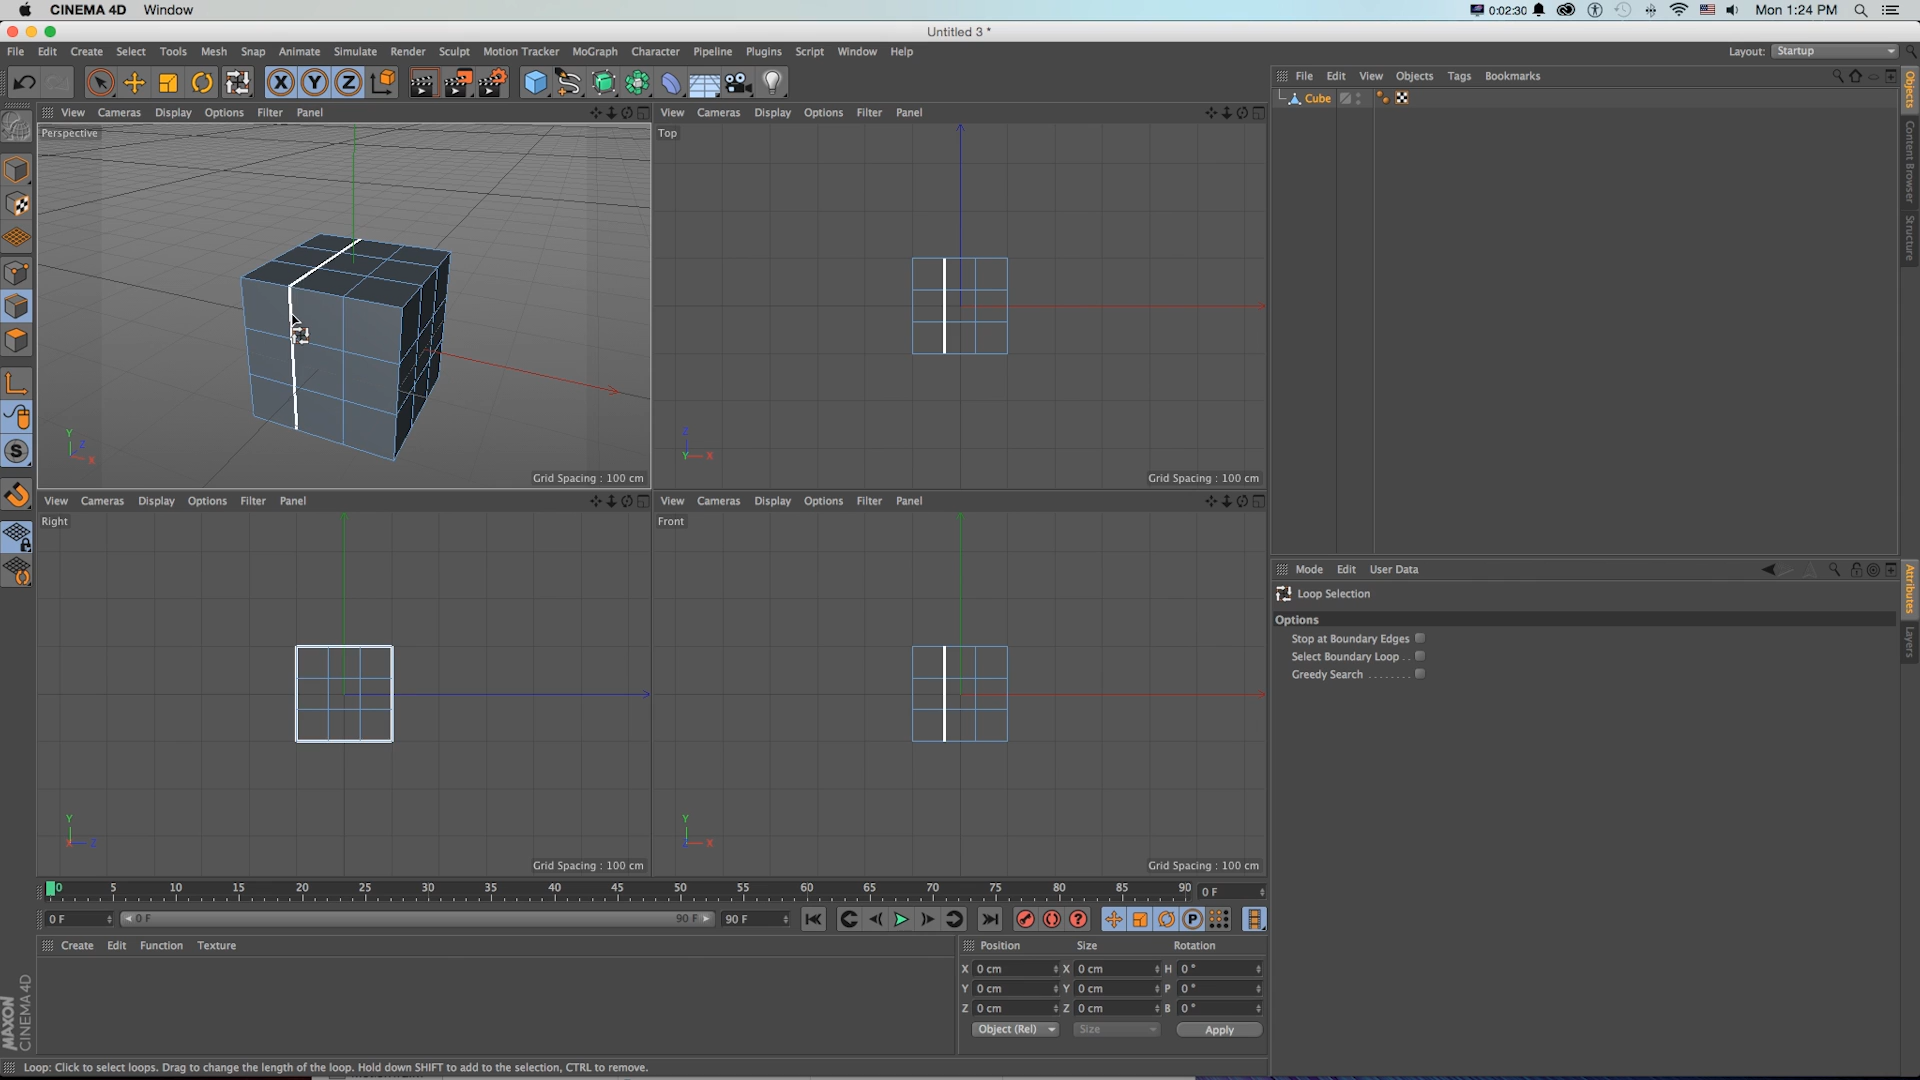 CINEMA 4D Window 0:02:30 Mon 1:24 PM
Untitled 3 *
File Edit Create Select Tools Mesh Snap Animate Simulate Render Sculpt Motion Tracker MoGraph Character Pipeline Plugins Script Window Help Layout: Startup
X Y Z
File Edit View Objects Tags Bookmarks
Cube
Objects
Content Browser
Structure
View Cameras Display Options Filter Panel
Perspective
Y
Z
X
Grid Spacing : 100 cm
View Cameras Display Options Filter Panel
Top
Z
Y X
Grid Spacing : 100 cm
View Cameras Display Options Filter Panel
Right
Y
X Z
Grid Spacing : 100 cm
View Cameras Display Options Filter Panel
Front
Y
Z X
Grid Spacing : 100 cm
S
Mode Edit User Data
Loop Selection
Options
Stop at Boundary Edges
Select Boundary Loop . .
Greedy Search . . . . . . . .
Attributes
Layers
0 5 10 15 20 25 30 35 40 45 50 55 60 65 70 75 80 85 90 0 F
0 F 0 F 90 F 90 F ? P
Create Edit Function Texture
Position Size Rotation
X 0 cm X 0 cm H 0 °
Y 0 cm Y 0 cm P 0 °
Z 0 cm Z 0 cm B 0 °
Object (Rel) Size Apply
MAXON
CINEMA 4D
Loop: Click to select loops. Drag to change the length of the loop. Hold down SHIFT to add to the selection, CTRL to remove.